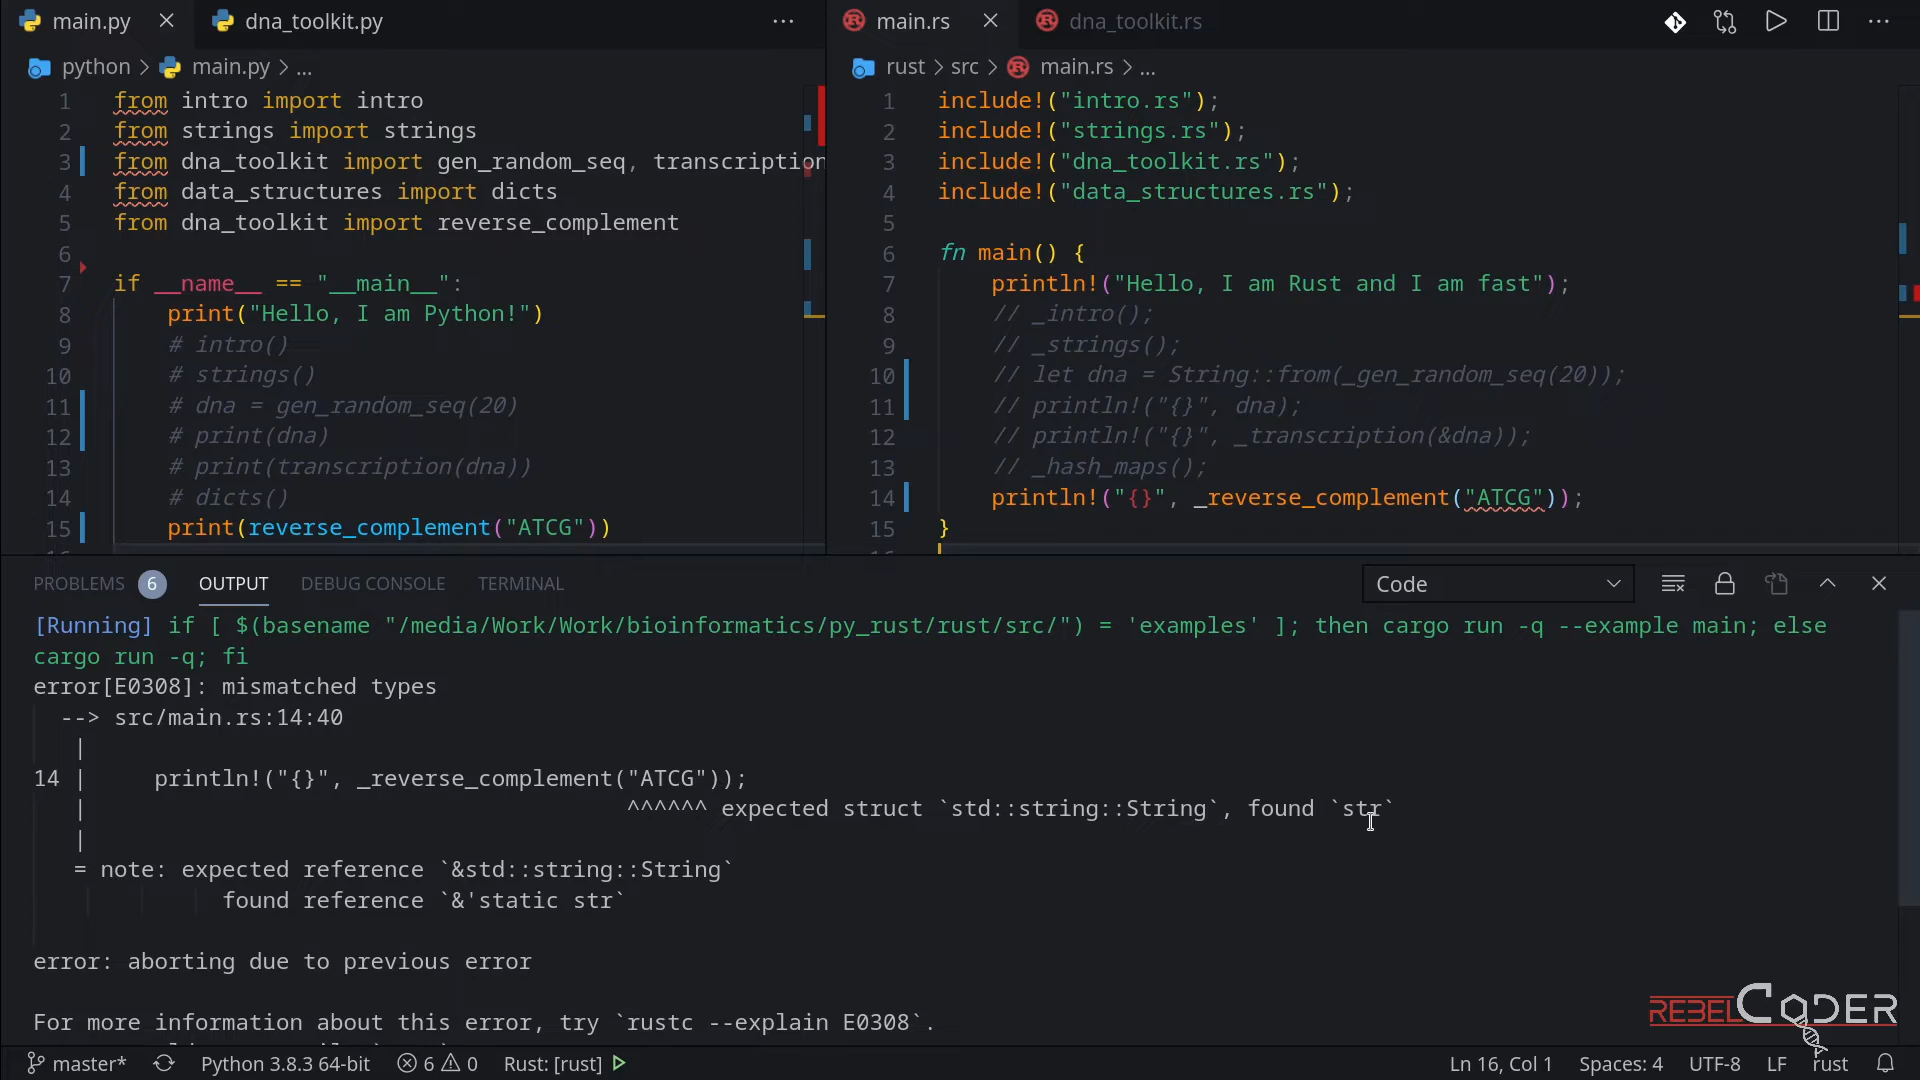 main.py
dna_toolkit.py
python > main.py > ...
1 from intro import intro
2 from strings import strings
3 from dna_toolkit import gen_random_seq, transcription
4 from data_structures import dicts
5 from dna_toolkit import reverse_complement
6
7 if __name__ == "__main__":
8 print("Hello, I am Python!")
9 # intro()
10 # strings()
11 # dna = gen_random_seq(20)
12 # print(dna)
13 # print(transcription(dna))
14 # dicts()
15 print(reverse_complement("ATCG"))
main.rs
dna_toolkit.rs
rust > src > main.rs > ...
1 include!("intro.rs");
2 include!("strings.rs");
3 include!("dna_toolkit.rs");
4 include!("data_structures.rs");
5
6 fn main() {
7 println!("Hello, I am Rust and I am fast");
8 // _intro();
9 // _strings();
10 // let dna = String::from(_gen_random_seq(20));
11 // println!("{}", dna);
12 // println!("{}", _transcription(&dna));
13 // _hash_maps();
14 println!("{}", _reverse_complement("ATCG"));
15 }
PROBLEMS 6 OUTPUT DEBUG CONSOLE TERMINAL Code
[Running] if [ $(basename "/media/Work/Work/bioinformatics/py_rust/rust/src/") = 'examples' ]; then cargo run -q --example main; else
cargo run -q; fi
error[E0308]: mismatched types
--> src/main.rs:14:40
|
14 | println!("{}", _reverse_complement("ATCG"));
| ^^^^^^ expected struct `std::string::String`, found `str`
|
= note: expected reference `&std::string::String`
found reference `&'static str`
error: aborting due to previous error
For more information about this error, try `rustc --explain E0308`.
REBELCODER
master* Python 3.8.3 64-bit 6 0 Rust: [rust] Ln 16, Col 1 Spaces: 4 UTF-8 LF rust